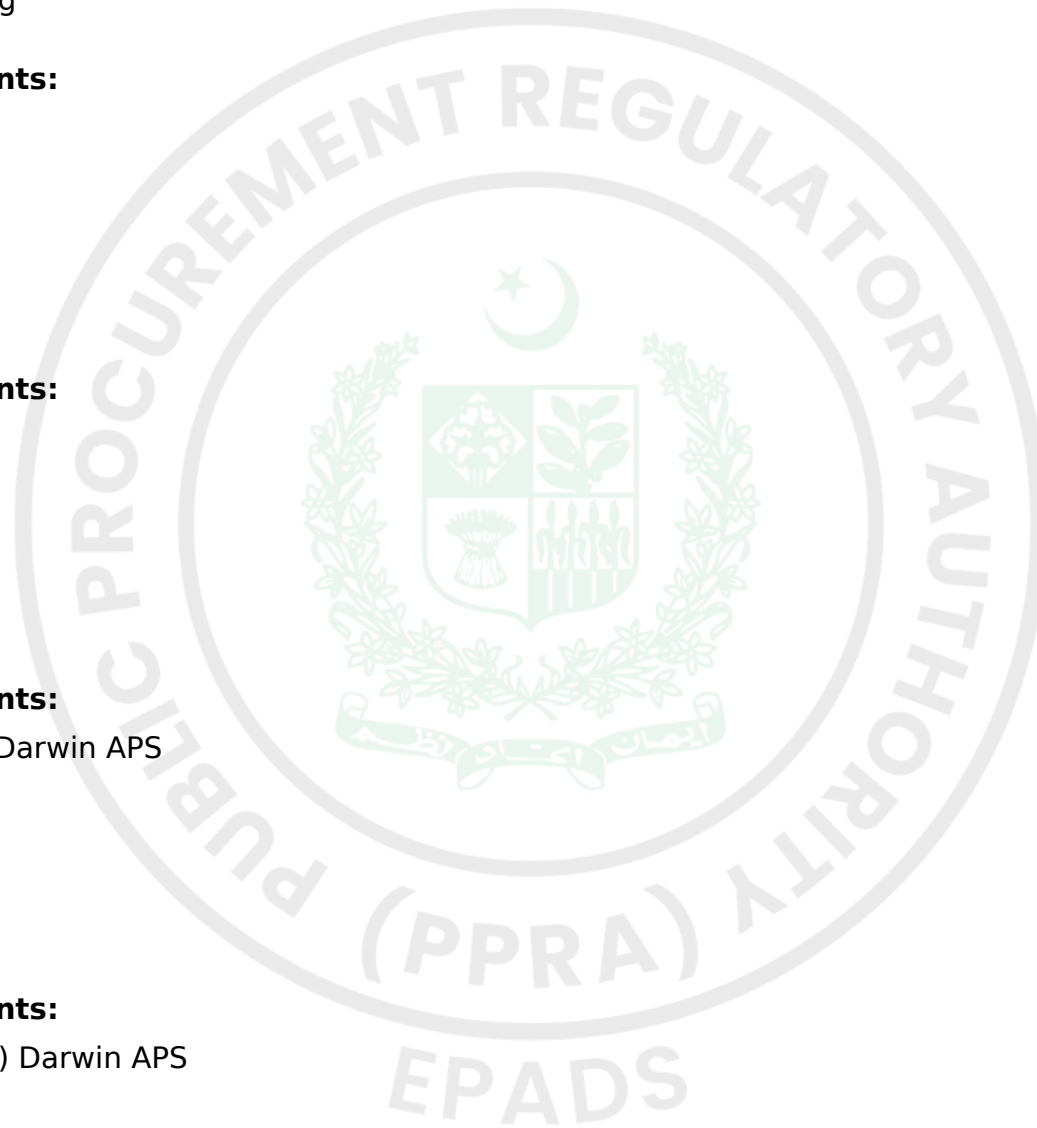 g
nts:
nts:
nts:
Darwin APS
nts:
) Darwin APS
PUBLIC PROCUREMENT REGULATORY AUTHORITY
(PPRA)
EPADS